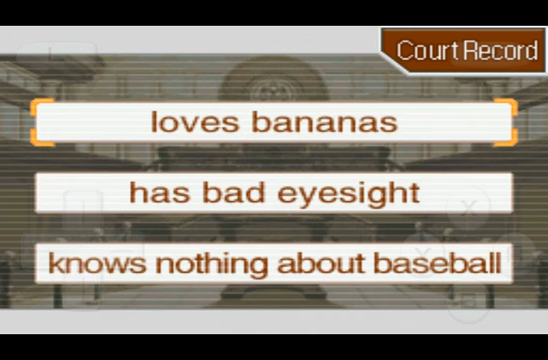 Court Record
loves bananas
has bad eyesight
knows nothing about baseball